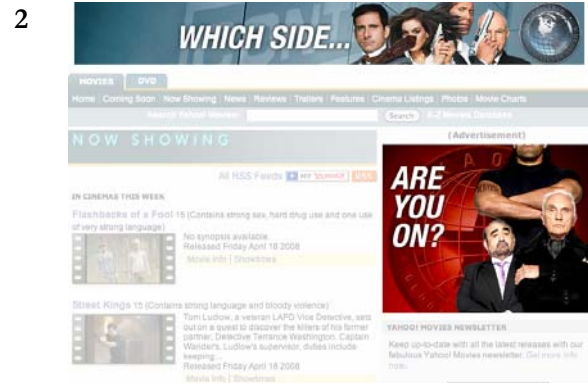 2
WHICH SIDE...
MOVIES DVD
Home Coming Soon Now Showing News Reviews Trailers Features Cinema Listings Photos Movie Charts
Search Yahoo! Movies: Search A-Z Movies Database
NOW SHOWING
(Advertisement)
All RSS Feeds + MY YAHOO! RSS
ARE
YOU
ON?
IN CINEMAS THIS WEEK
Flashbacks of a Fool 15 (Contains strong sex, hard drug use and one use
of very strong language)
No synopsis available.
Released Friday April 18 2008
Movie Info | Showtimes
Street Kings 15 (Contains strong language and bloody violence)
Tom Ludlow, a veteran LAPD Vice Detective, sets
out on a quest to discover the killers of his former
partner, Detective Terrance Washington. Captain
Wander's, Ludlow's supervisor, duties include
keeping...
Released Friday April 18 2008
Movie Info | Showtimes
YAHOO! MOVIES NEWSLETTER
Keep up-to-date with all the latest releases with our
fabulous Yahoo! Movies newsletter. Get more info
now.